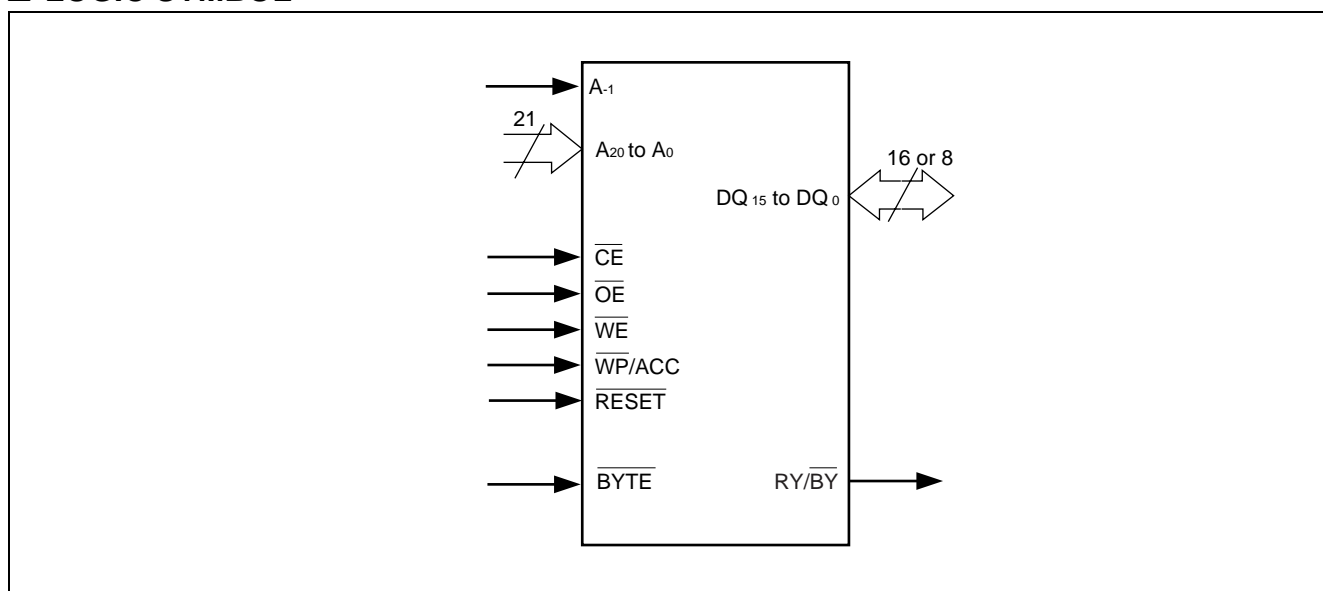 A-1
21
A20 to A0
16 or 8
DQ 15 to DQ 0
CE
OE
WE
WP/ACC
RESET
BYTE
RY/BY